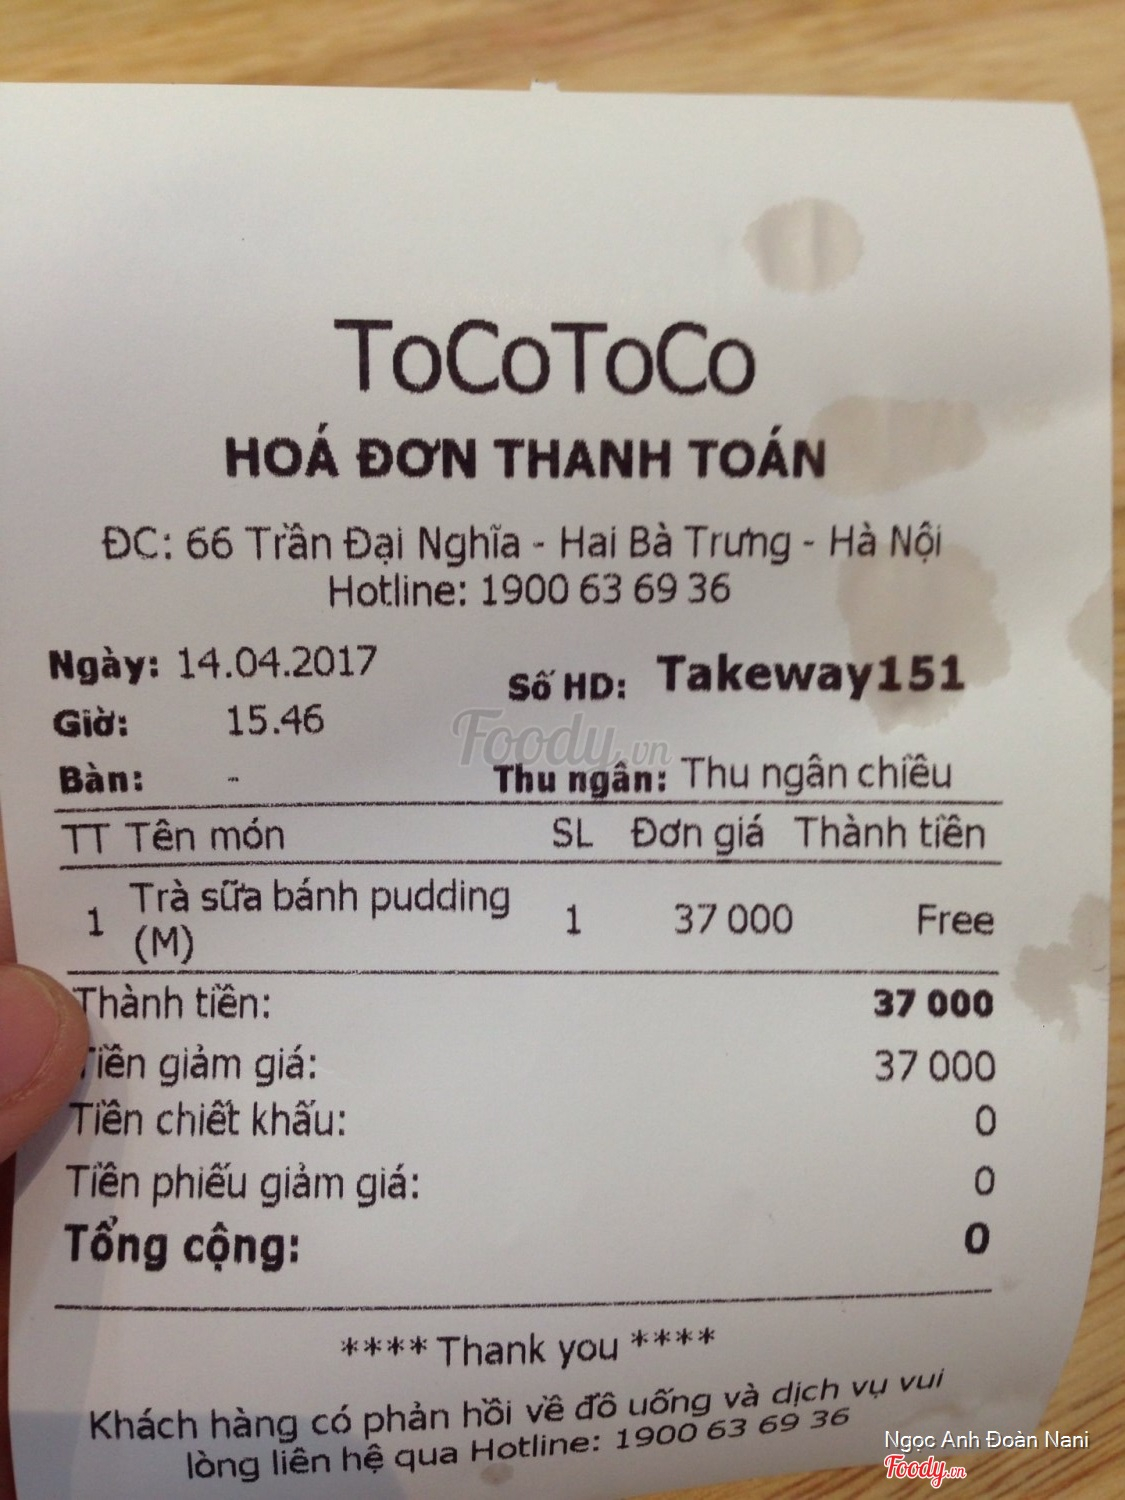 ToCoToCo
HOÁ ĐƠN THANH TOÁN
ĐC: 66 Trần Đại Nghĩa - Hai Bà Trưng - Hà Nội
Hotline: 1900 63 69 36
Ngày: 14.04.2017 Số HD: Takeway151
Giờ: 15.46
Foody.vn
Bàn: - Thu ngân: Thu ngân chiều
TT Tên món SL Đơn giá Thành tiền
1 Trà sữa bánh pudding 1 37 000 Free
(M)
Thành tiền: 37 000
Tiền giảm giá: 37 000
Tiền chiết khấu: 0
Tiền phiếu giảm giá: 0
Tổng cộng: 0
**** Thank you ****
Khách hàng có phản hồi về đồ uống và dịch vụ vui
lòng liên hệ qua Hotline: 1900 63 69 36
Ngọc Anh Đoàn Nani
Foody.vn